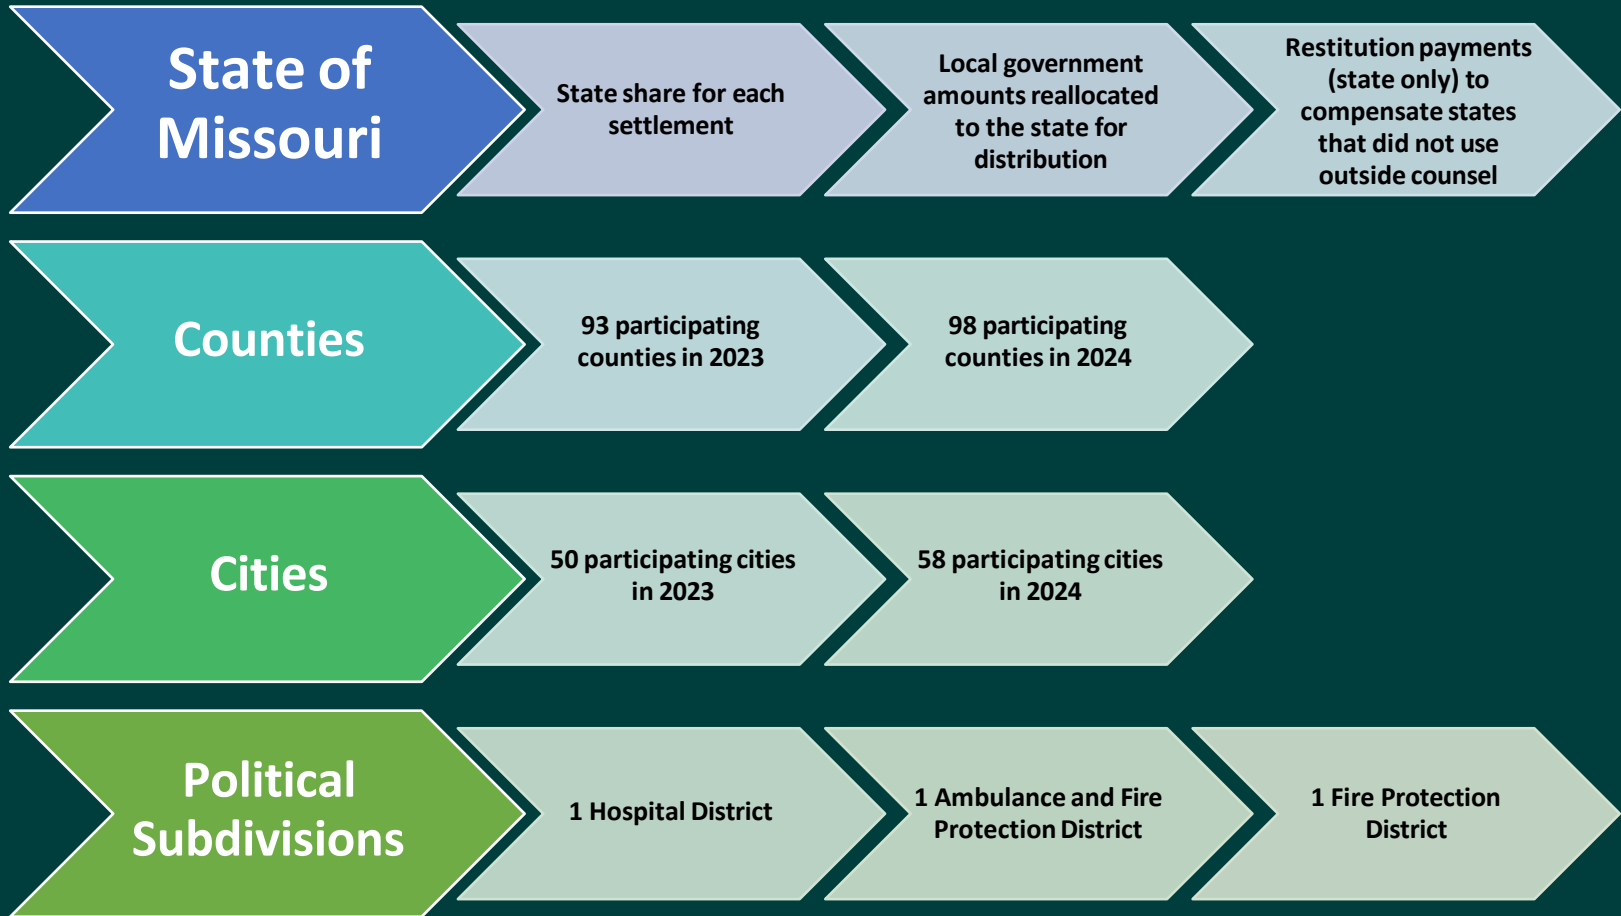 State of
Missouri
State share for each
settlement
Local government
amounts reallocated
to the state for
distribution
Restitution payments
(state only) to
compensate states
that did not use
outside counsel
Counties
93 participating
counties in 2023
98 participating
counties in 2024
Cities
50 participating cities
in 2023
58 participating cities
in 2024
Political
Subdivisions
1 Hospital District
1 Ambulance and Fire
Protection District
1 Fire Protection
District